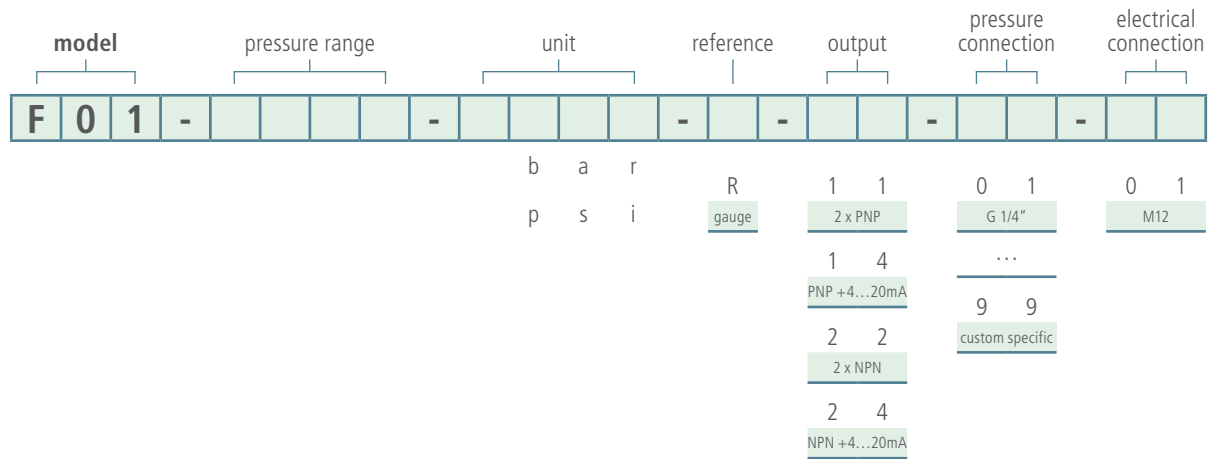 model pressure range unit reference output pressure connection electrical connection
F 0 1 - - - - - -
b a r
p s i
R 1 1 0 1 0 1
gauge 2 x PNP G 1/4” M12
1 4 ...
PNP +4...20mA
9 9
custom specific
2 2
2 x NPN
2 4
NPN +4...20mA